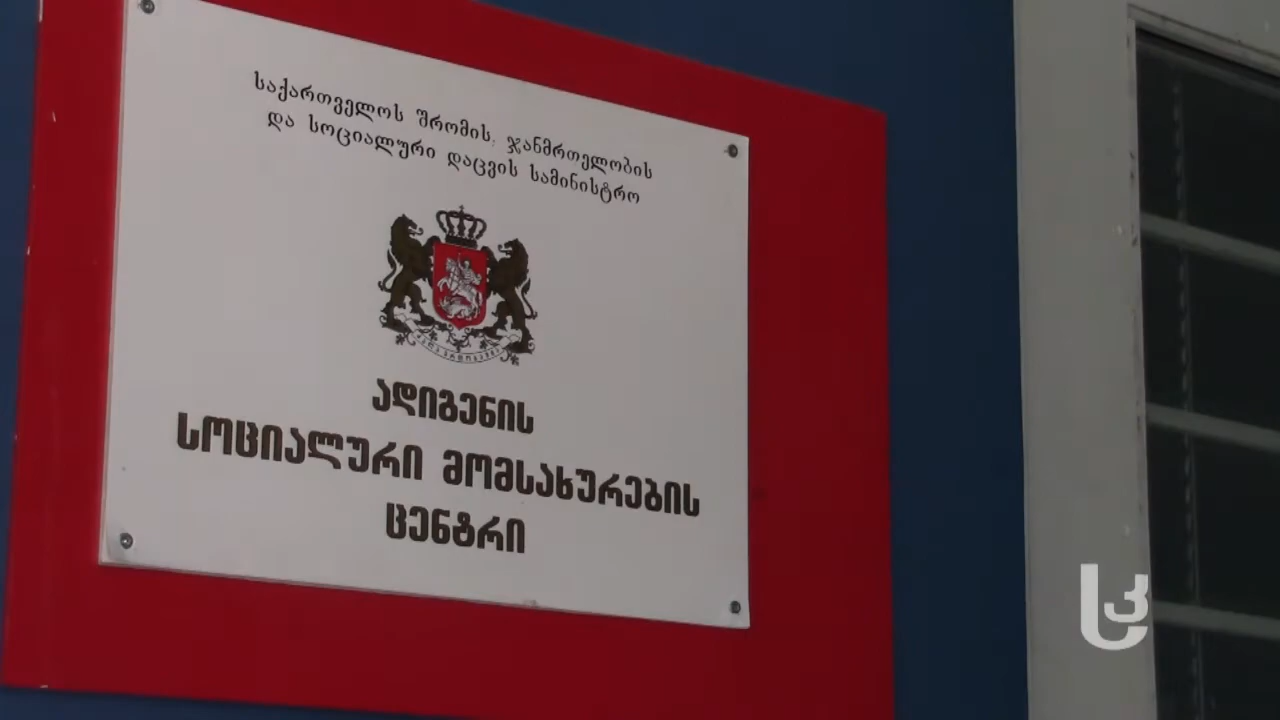 საქართველოს შრომის, ჯანმრთელობის
და სოციალური დაცვის სამინისტრო
ადიგენის
სოციალური მომსახურების
ცენტრი